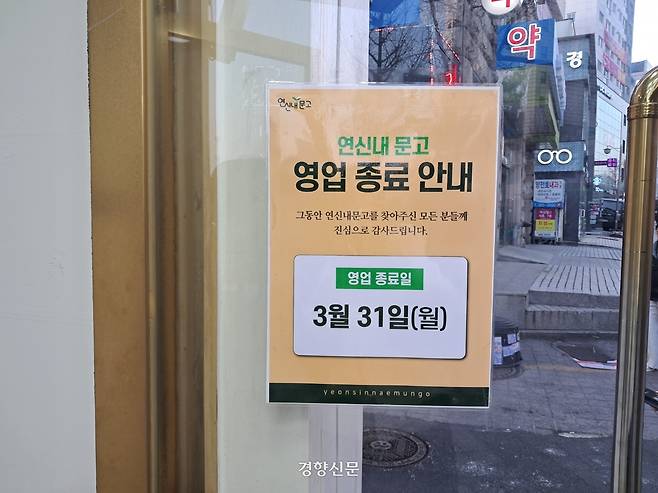 약
경
연신내문고
연신내 문고
영업 종료 안내
그동안 연신내문고를 찾아주신 모든 분들께
진심으로 감사드립니다.
영업 종료일
3월 31일(월)
yeonsinnaemungo
경향신문